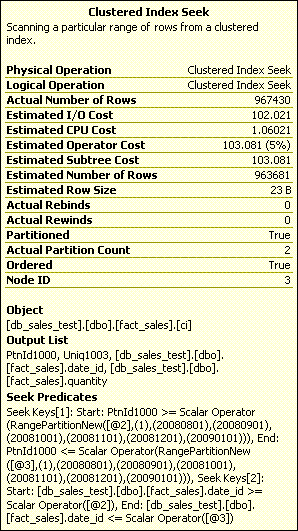 Clustered Index Seek
Scanning a particular range of rows from a clustered
index.
Physical Operation Clustered Index Seek
Logical Operation Clustered Index Seek
Actual Number of Rows 967430
Estimated I/O Cost 102.021
Estimated CPU Cost 1.06021
Estimated Operator Cost 103.081 (5%)
Estimated Subtree Cost 103.081
Estimated Number of Rows 963681
Estimated Row Size 23 B
Actual Rebinds 0
Actual Rewinds 0
Partitioned True
Actual Partition Count 2
Ordered True
Node ID 3
Object
[db_sales_test].[dbo].[fact_sales].[ci]
Output List
PtnId1000, Uniq1003, [db_sales_test].[dbo].
[fact_sales].date_id, [db_sales_test].[dbo].
[fact_sales].quantity
Seek Predicates
Seek Keys[1]: Start: PtnId1000 >= Scalar Operator
(RangePartitionNew([@2],(1),(20080801),(20080901),
(20081001),(20081101),(20081201),(20090101))), End:
PtnId1000 <= Scalar Operator(RangePartitionNew
([@3],(1),(20080801),(20080901),(20081001),
(20081101),(20081201),(20090101))), Seek Keys[2]:
Start: [db_sales_test].[dbo].[fact_sales].date_id >=
Scalar Operator([@2]), End: [db_sales_test].[dbo].
[fact_sales].date_id <= Scalar Operator([@3])